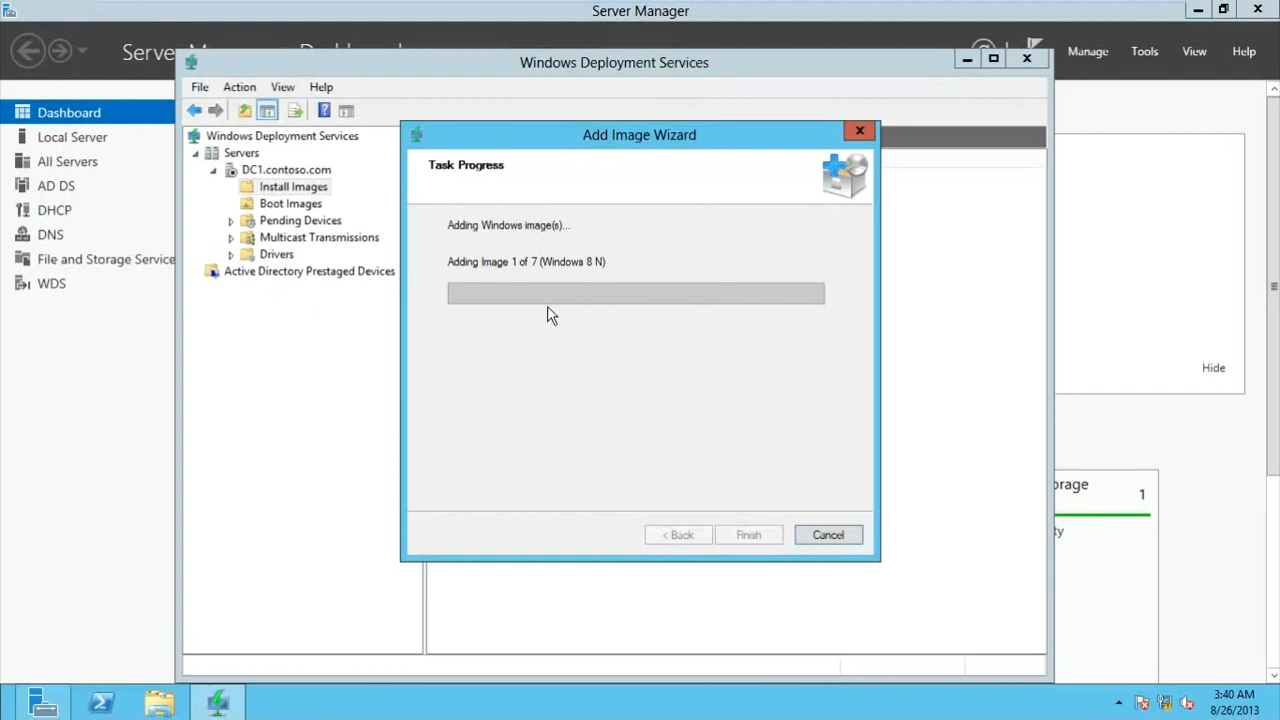 Server Manager
Server Manager
Manage
Tools
View
Help
Windows Deployment Services
File
Action
View
Help
Dashboard
Local Server
All Servers
AD DS
DHCP
DNS
File and Storage Service
WDS
Windows Deployment Services
Servers
DC1.contoso.com
Install Images
Boot Images
Pending Devices
Multicast Transmissions
Drivers
Active Directory Prestaged Devices
Add Image Wizard
Task Progress
Adding Windows image(s)...
Adding Image 1 of 7 (Windows 8 N)
< Back
Finish
Cancel
Hide
orage
1
ty
3:40 AM
8/26/2013